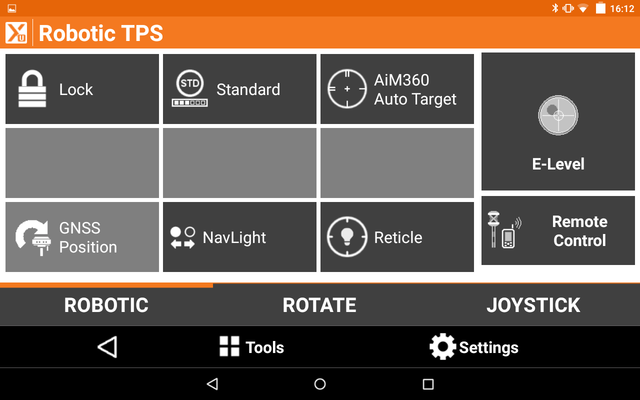 16:12
Robotic TPS
Lock
STD
Standard
AiM360
Auto Target
E-Level
GNSS
Position
NavLight
Reticle
Remote
Control
ROBOTIC
ROTATE
JOYSTICK
Tools
Settings